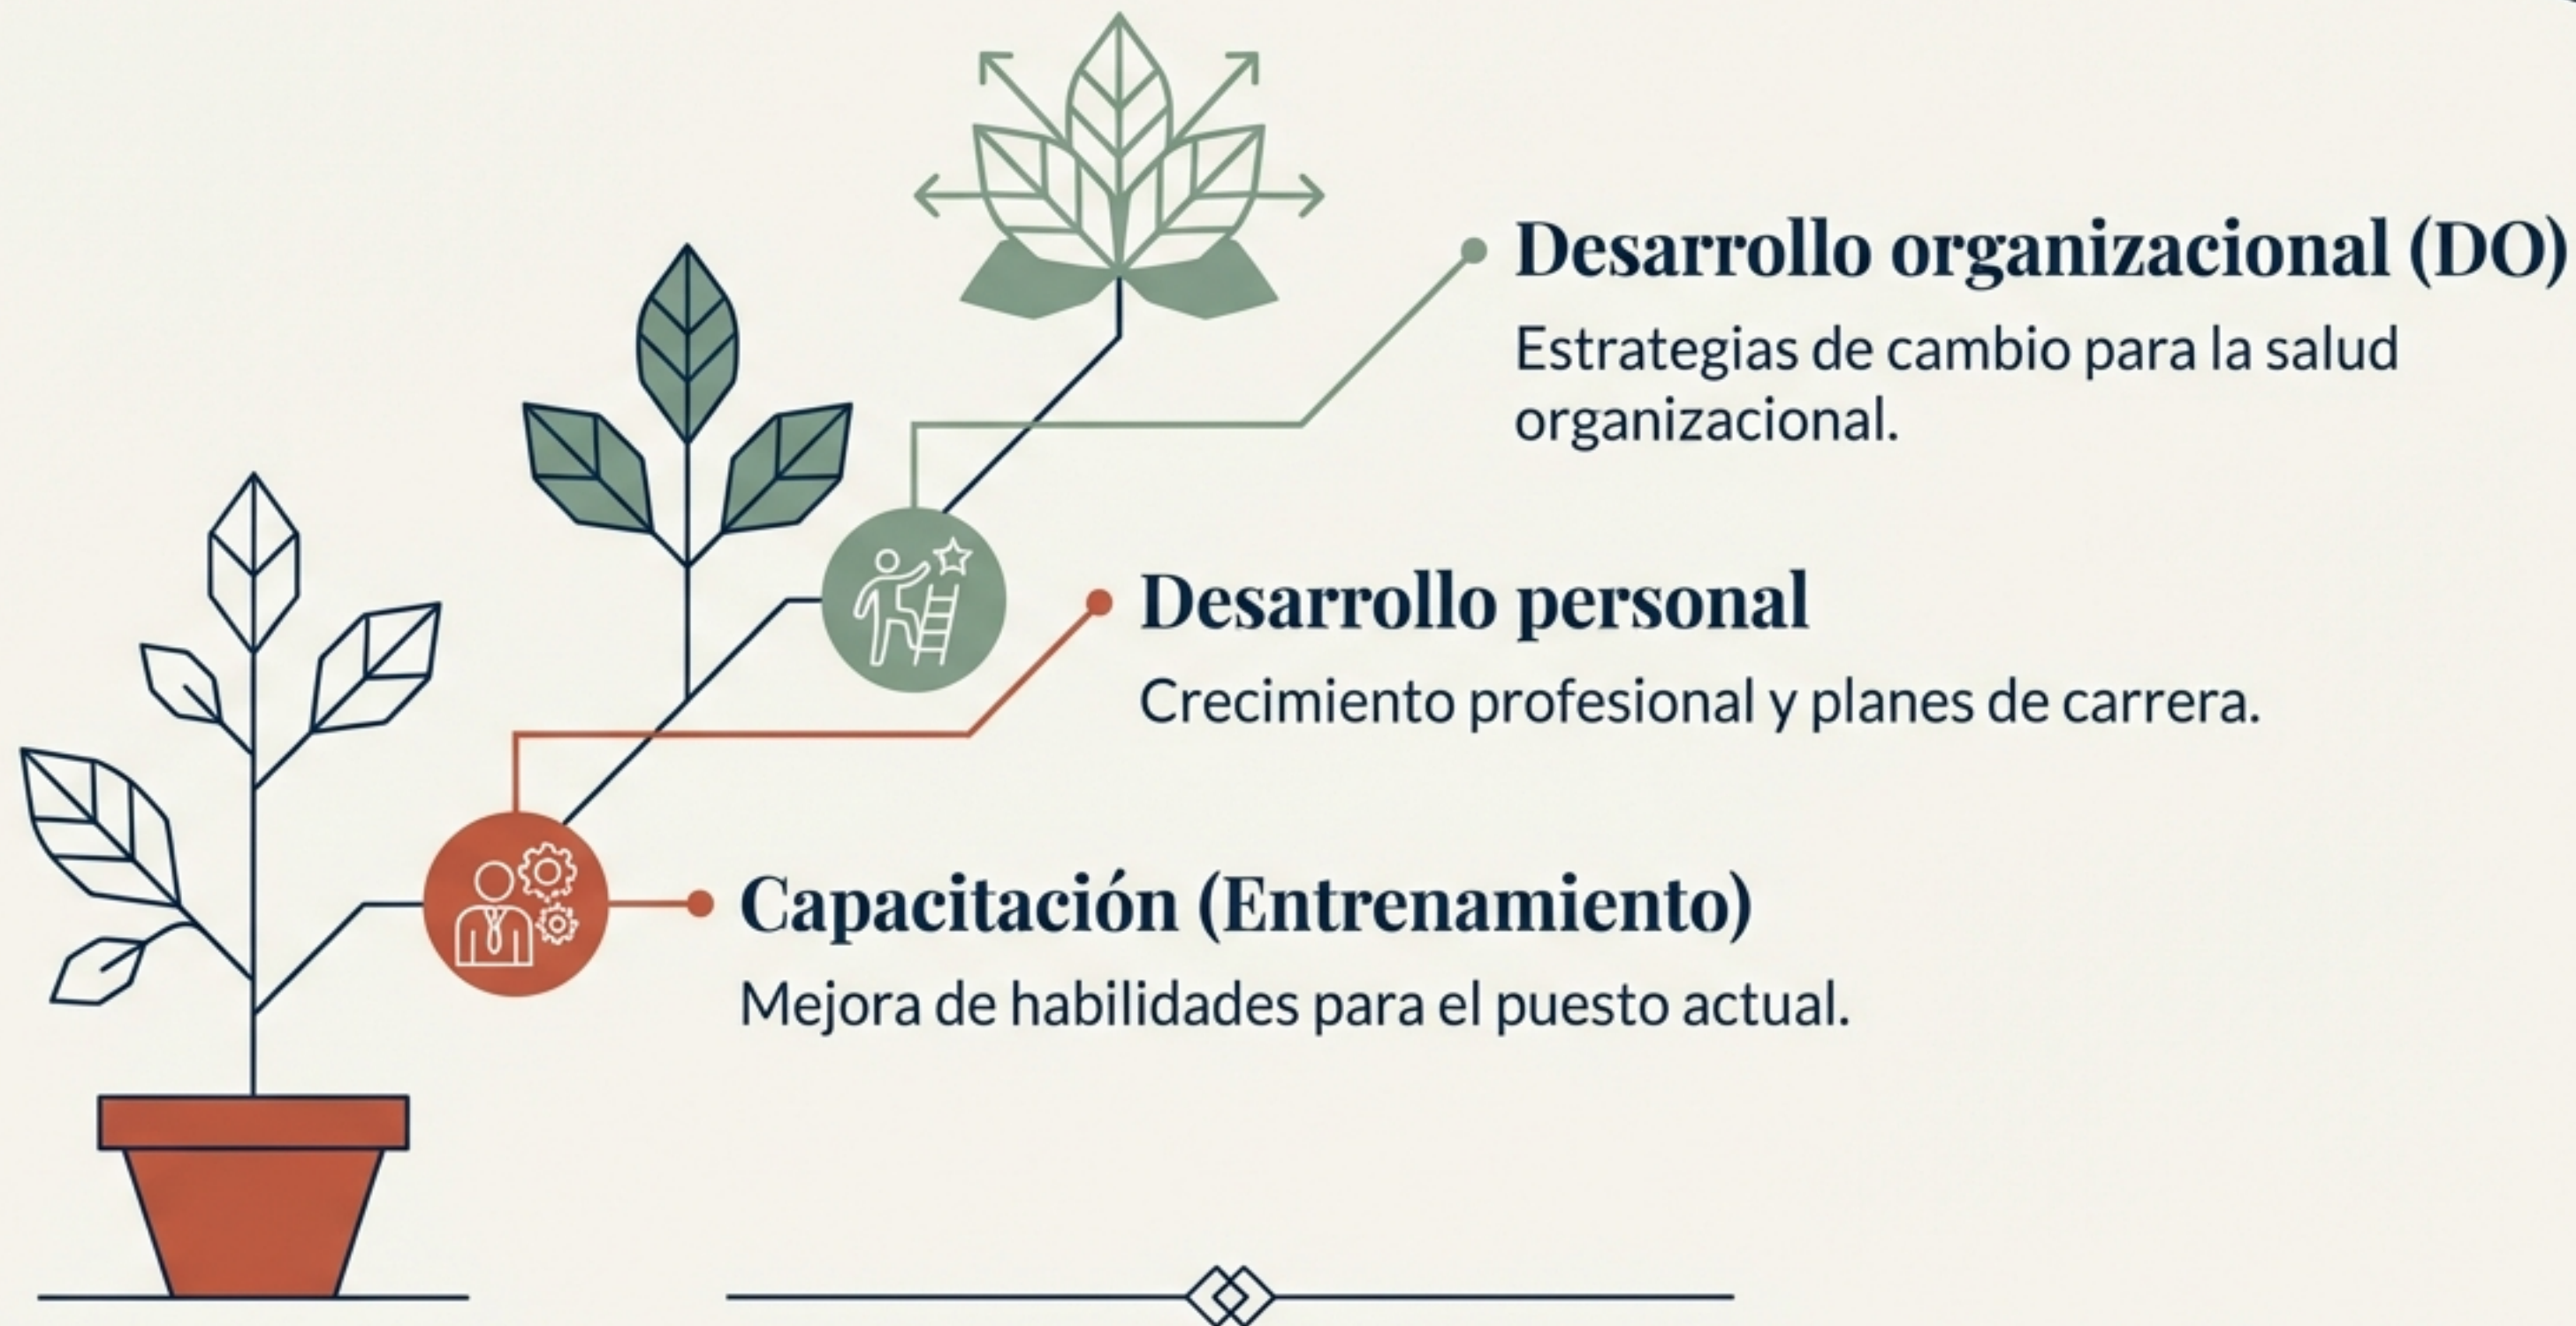 Desarrollo organizacional (DO)
Estrategias de cambio para la salud
organizacional.
Desarrollo personal
Crecimiento profesional y planes de carrera.
Capacitación (Entrenamiento)
Mejora de habilidades para el puesto actual.